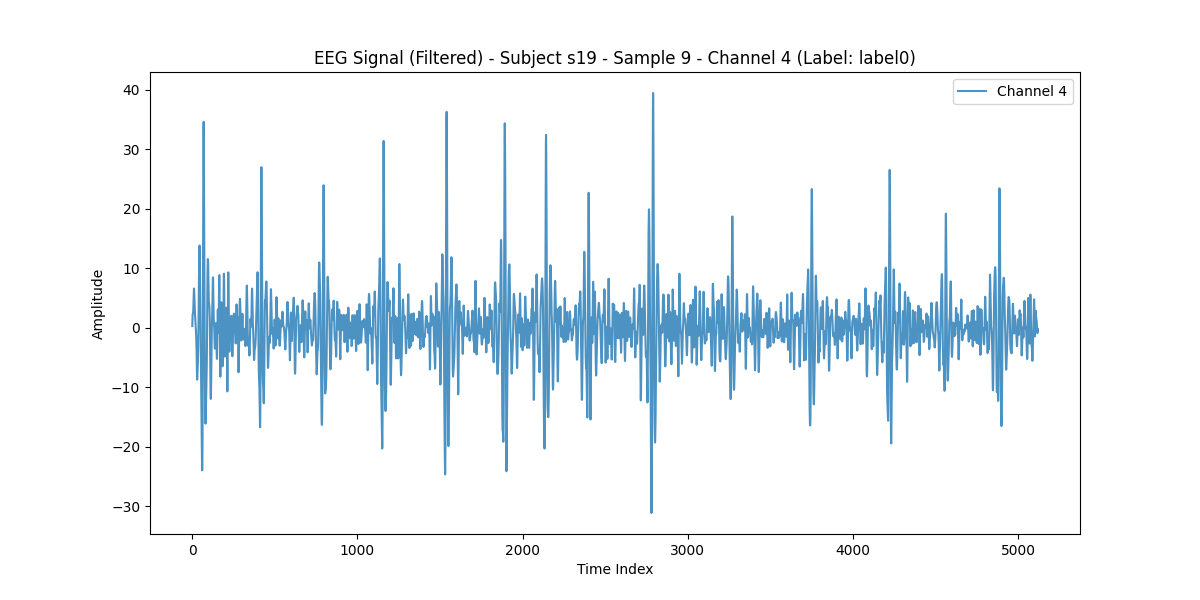 EEG Signal (Filtered) - Subject s19 - Sample 9 - Channel 4 (Label: label0)
Channel 4
Amplitude
40
30
20
10
0
−10
−20
−30
0 1000 2000 3000 4000 5000
Time Index